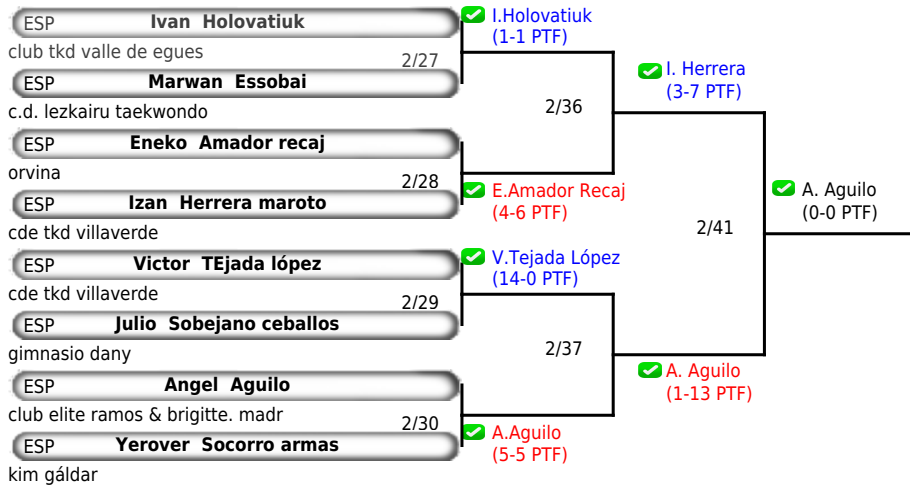 ESP Ivan Holovatiuk
club tkd valle de egues
2/27
ESP Marwan Essobai
c.d. lezkairu taekwondo
ESP Eneko Amador recaj
orvina
2/28
ESP Izan Herrera maroto
cde tkd villaverde
ESP Victor TEjada lópez
cde tkd villaverde
2/29
ESP Julio Sobejano ceballos
gimnasio dany
ESP Angel Aguilo
club elite ramos & brigitte. madr
2/30
ESP Yerover Socorro armas
kim gáldar
I.Holovatiuk
(1-1 PTF)
2/36
E.Amador Recaj
(4-6 PTF)
V.Tejada López
(14-0 PTF)
2/37
A.Aguilo
(5-5 PTF)
I. Herrera
(3-7 PTF)
2/41
A. Aguilo
(1-13 PTF)
A. Aguilo
(0-0 PTF)